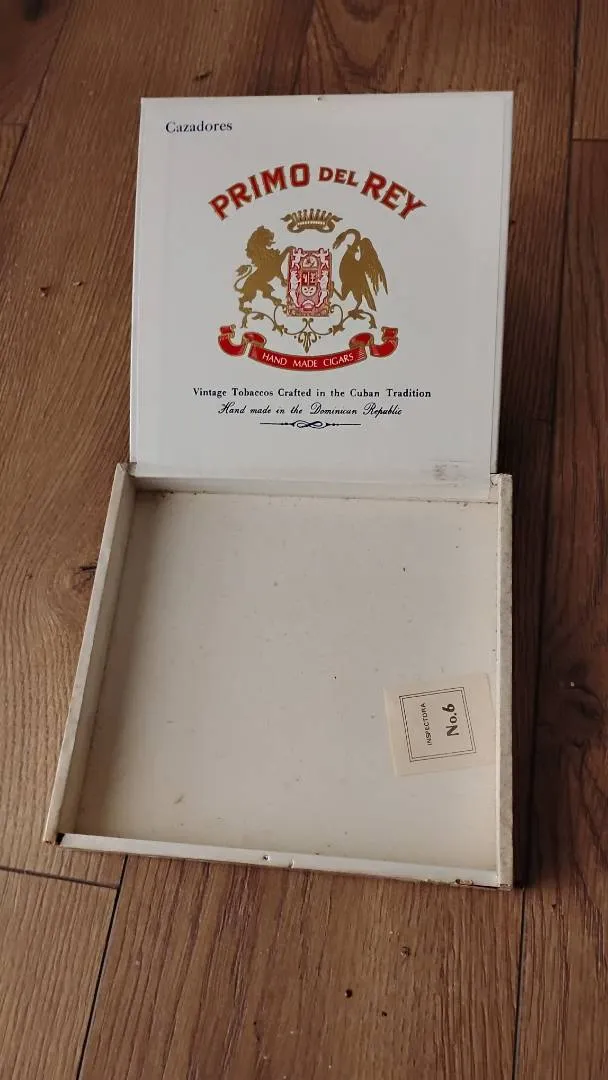 Cazadores
PRIMO DEL REY
HAND MADE CIGARS
Vintage Tobaccos Crafted in the Cuban Tradition
Hand made in the Dominican Republic
INSPECTORA
No.6